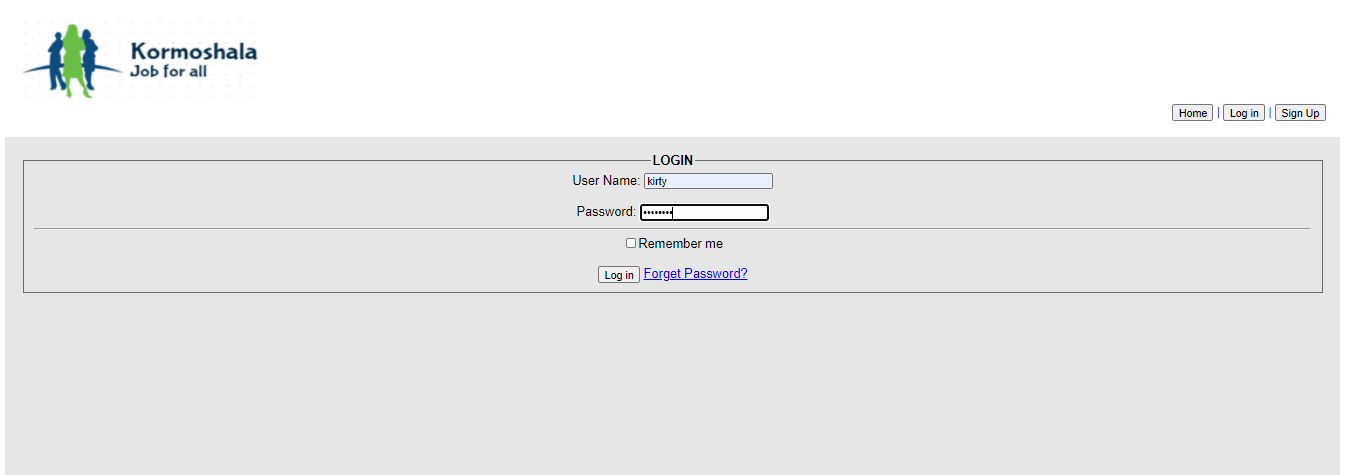 Kormoshala
Job for all
Home | Log in | Sign Up
LOGIN
User Name: kirty
Password: ••••••••
Remember me
Log in Forget Password?